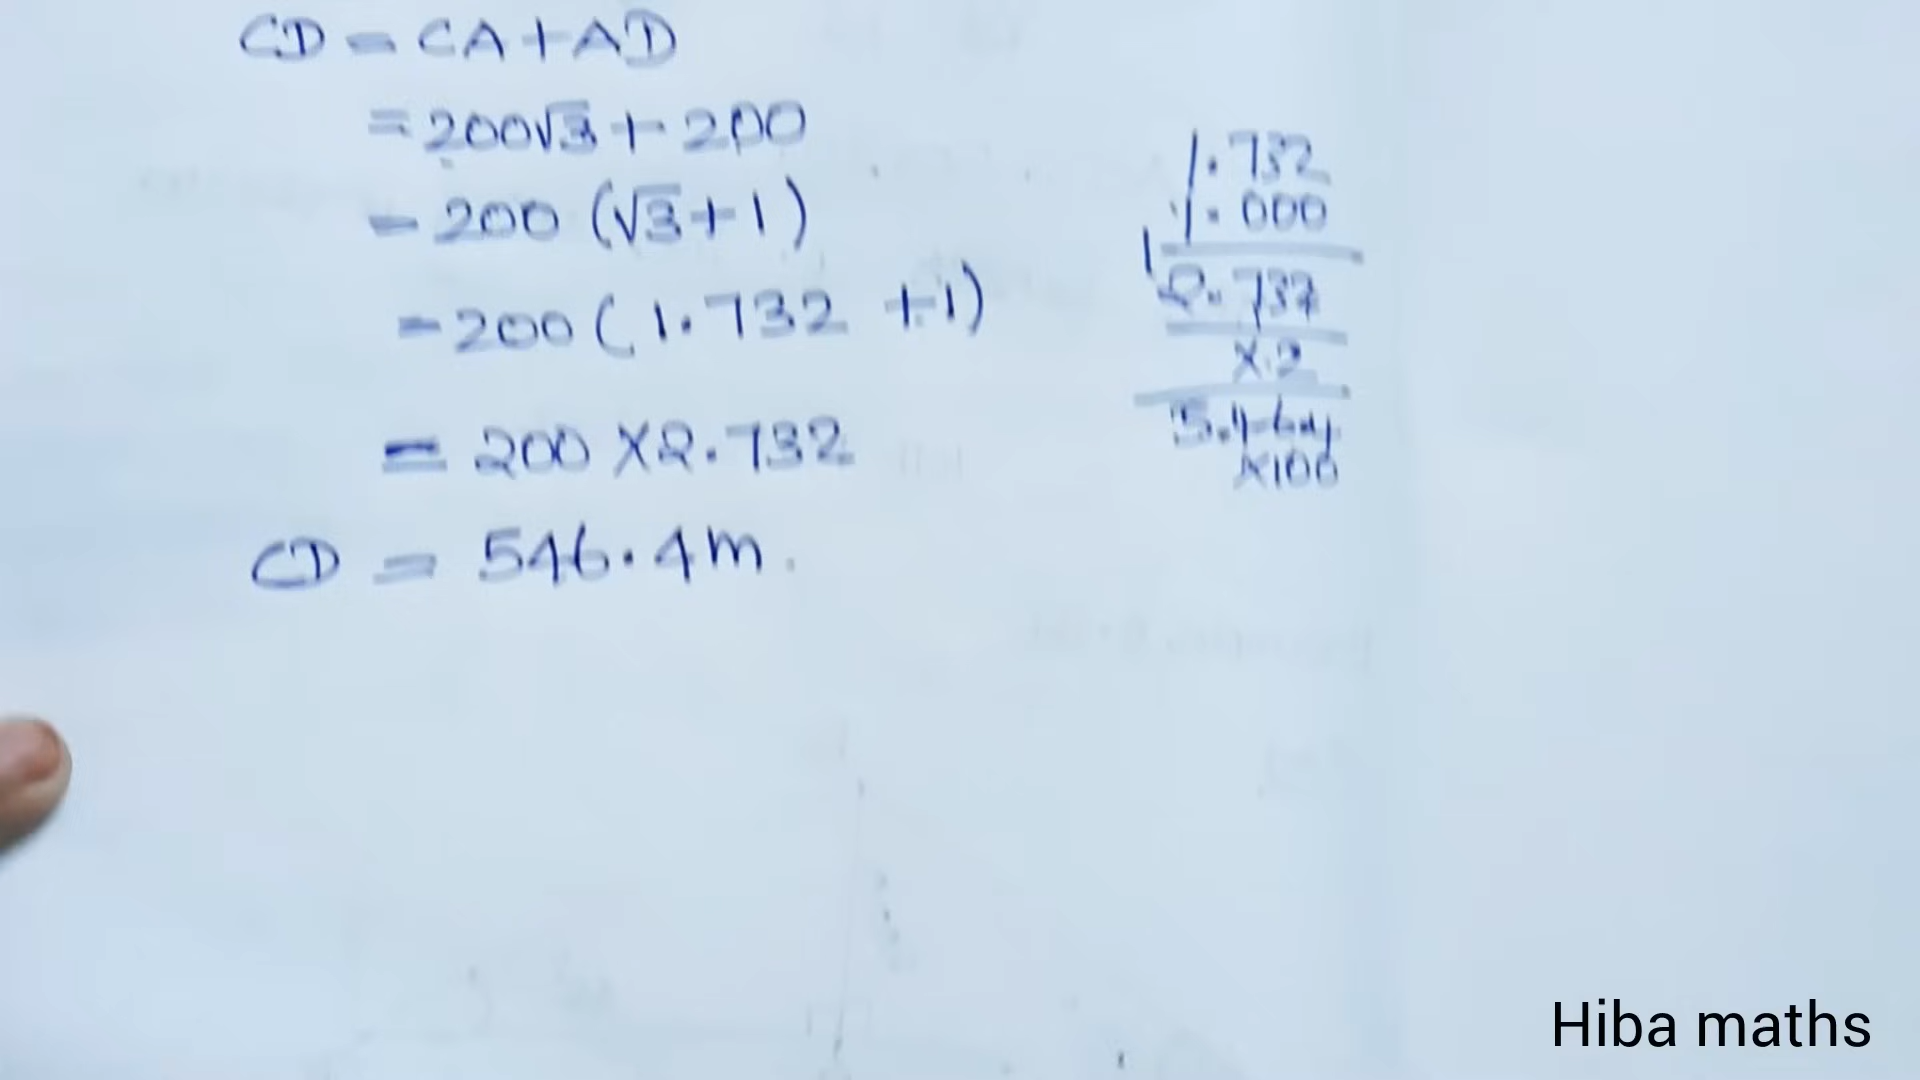 CD = CA + AD
= 200√3 + 200
= 200 (√3 + 1)
= 200 (1.732 + 1)
= 200 × 2.732
CD = 546.4m.
1.732
1.000
1
2.732
×2
5.464
×100
Hiba maths